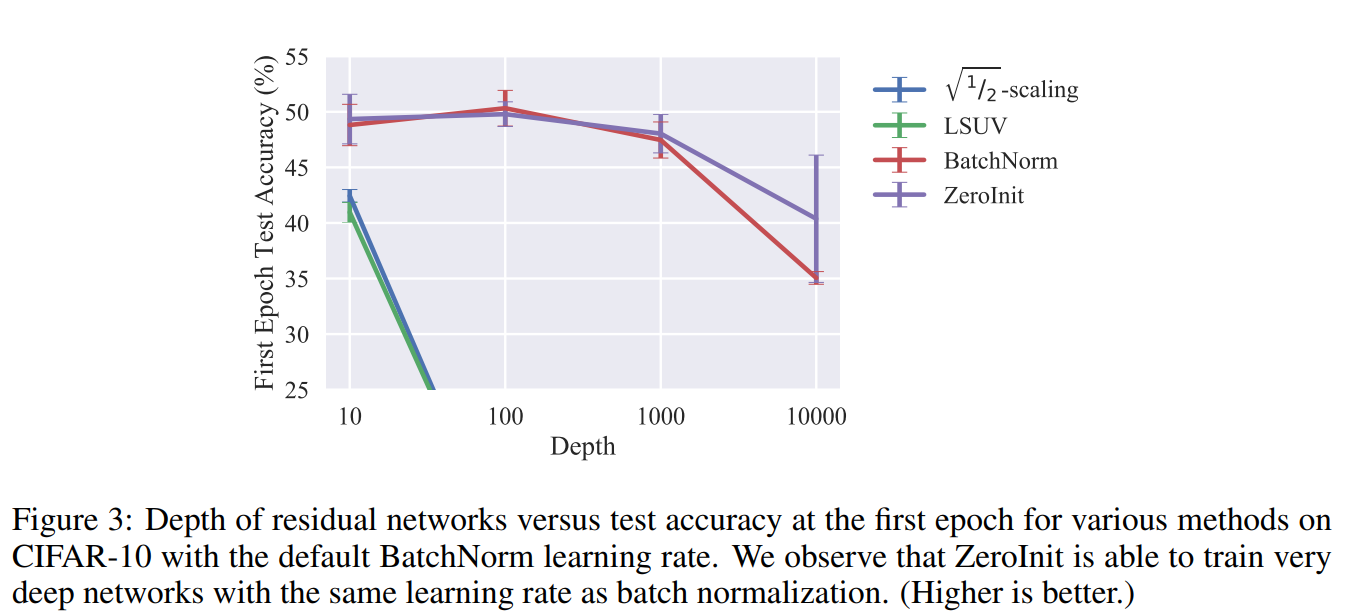 First Epoch Test Accuracy (%)
55
50
45
40
35
30
25
10 100 1000 10000
Depth
√1/2-scaling
LSUV
BatchNorm
ZeroInit
Figure 3: Depth of residual networks versus test accuracy at the first epoch for various methods on
CIFAR-10 with the default BatchNorm learning rate. We observe that ZeroInit is able to train very
deep networks with the same learning rate as batch normalization. (Higher is better.)